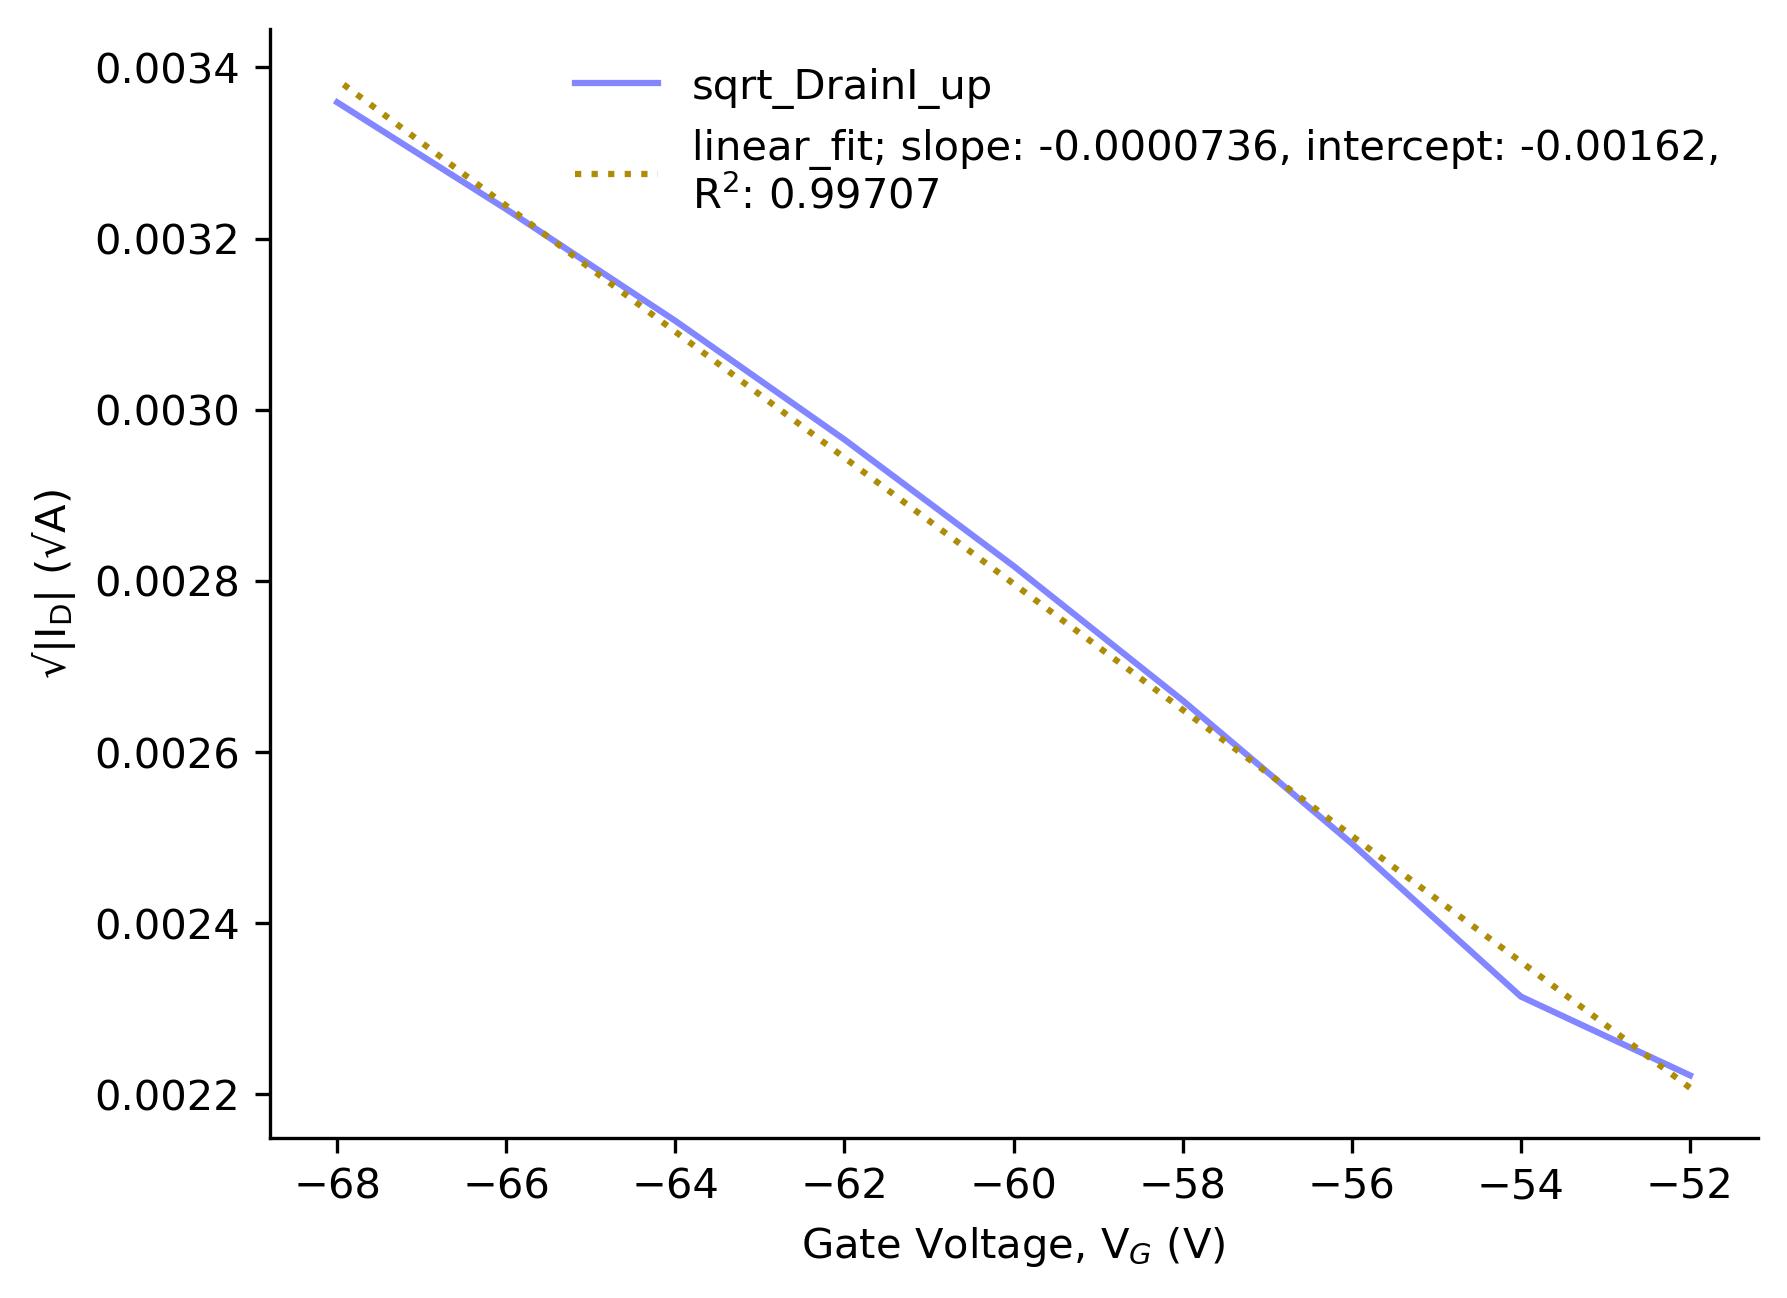 0.0034
0.0032
0.0030
0.0028
0.0026
0.0024
0.0022
√|I_D| (√A)
sqrt_DrainI_up
linear_fit; slope: -0.0000736, intercept: -0.00162,
R²: 0.99707
−68 −66 −64 −62 −60 −58 −56 −54 −52
Gate Voltage, V_G (V)